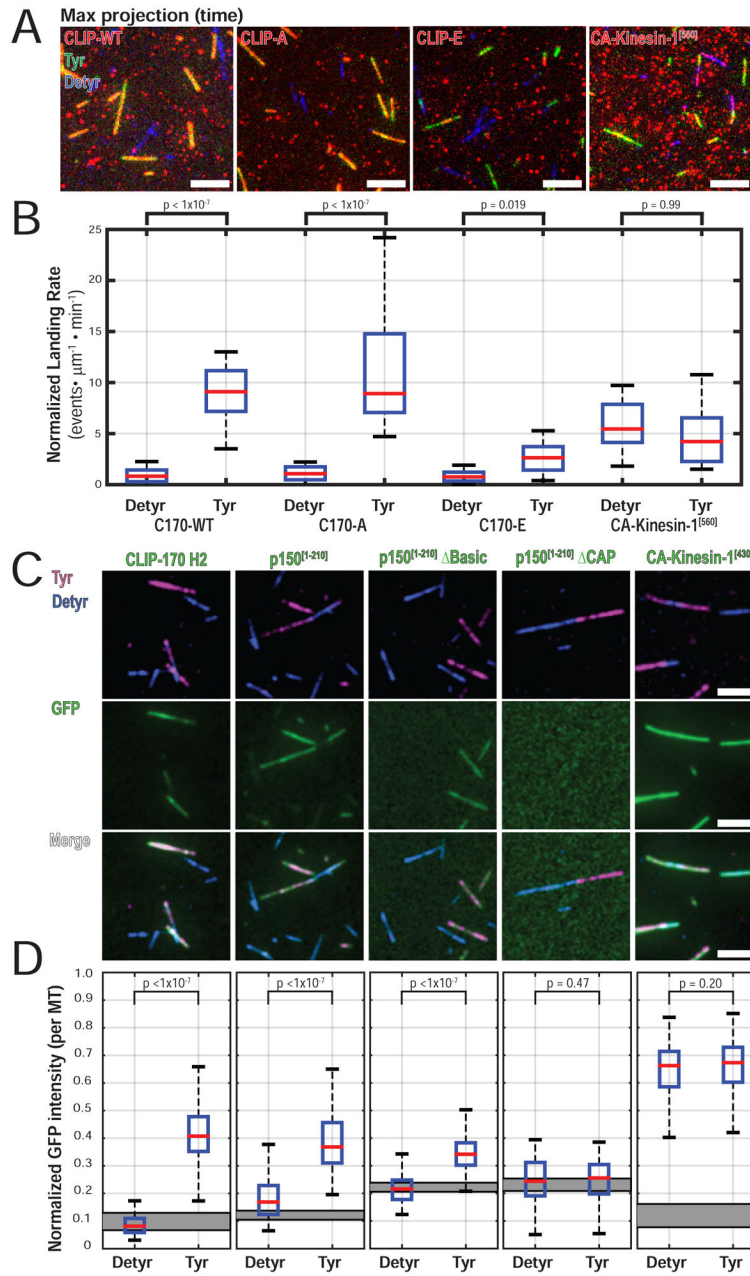 A
Max projection (time)
CLIP-WT
CLIP-A
CLIP-E
CA-Kinesin-1[560]
Tyr
Detyr
B
p < 1x10-7
p < 1x10-7
p = 0.019
p = 0.99
Normalized Landing Rate
(events• μm-1 • min-1)
25
20
15
10
5
0
Detyr Tyr Detyr Tyr Detyr Tyr Detyr Tyr
C170-WT C170-A C170-E CA-Kinesin-1[560]
C
CLIP-170 H2
p150[1-210]
p150[1-210] ΔBasic
p150[1-210] ΔCAP
CA-Kinesin-1[430]
Tyr
Detyr
GFP
Merge
D
Normalized GFP intensity (per MT)
1.0
0.9
0.8
0.7
0.6
0.5
0.4
0.3
0.2
0.1
0
p <1x10-7
p <1x10-7
p <1x10-7
p = 0.47
p = 0.20
Detyr Tyr Detyr Tyr Detyr Tyr Detyr Tyr Detyr Tyr